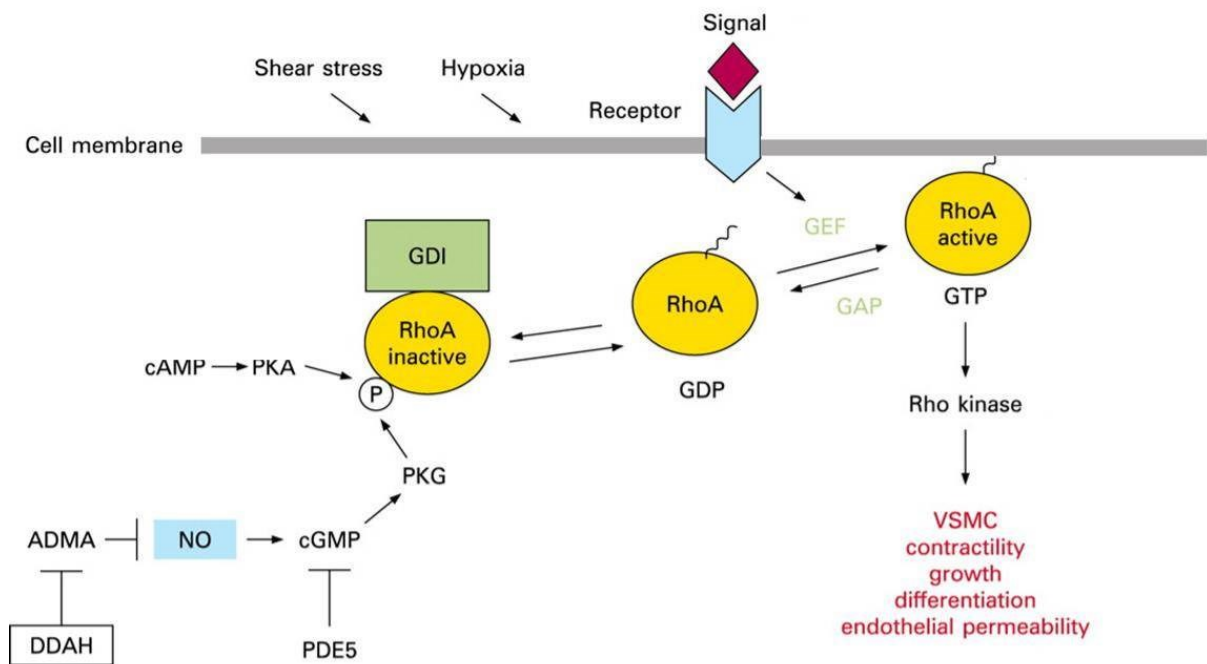 Signal
Shear stress
Hypoxia
Receptor
Cell membrane
GEF
RhoA
active
GDI
RhoA
GAP
GTP
RhoA
inactive
cAMP
PKA
P
GDP
Rho kinase
PKG
ADMA
NO
cGMP
VSMC
contractility
growth
differentiation
endothelial permeability
DDAH
PDE5